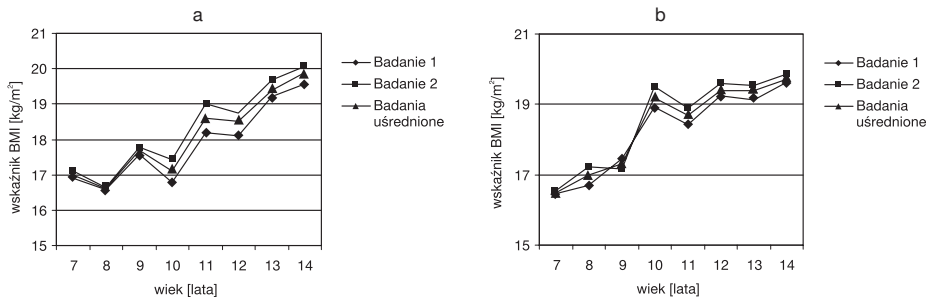 a
21
20
19
18
17
16
15
wskaźnik BMI [kg/m²]
7 8 9 10 11 12 13 14
wiek [lata]
Badanie 1
Badanie 2
Badania
uśrednione
b
21
19
17
15
wskaźnik BMI [kg/m²]
7 8 9 10 11 12 13 14
wiek [lata]
Badanie 1
Badanie 2
Badania
uśrednione